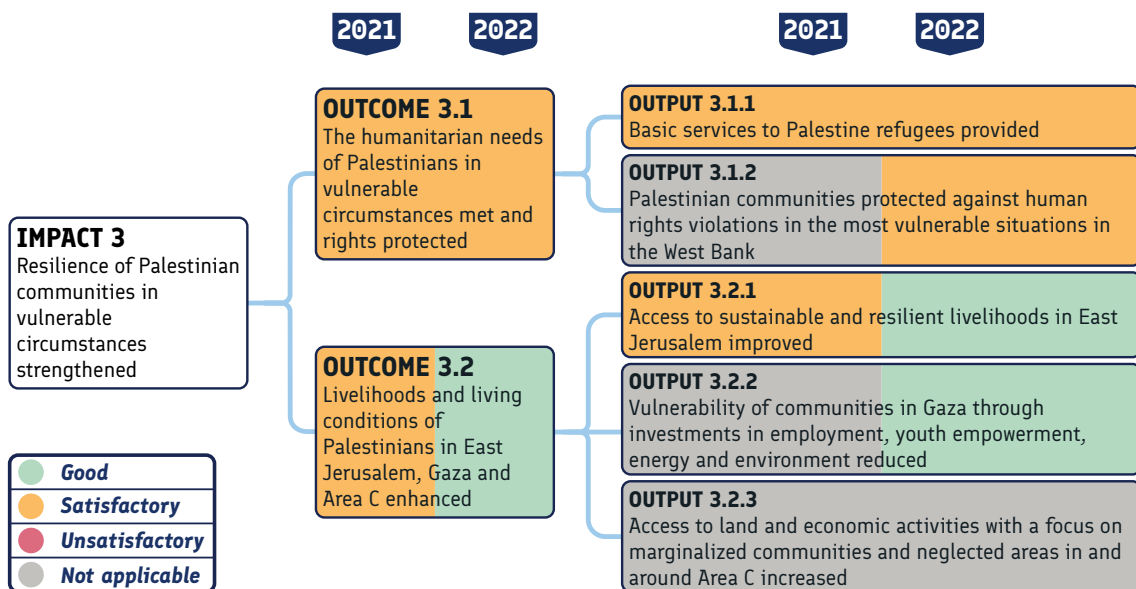 2021
2022
2021
2022
IMPACT 3
Resilience of Palestinian
communities in
vulnerable
circumstances
strengthened
OUTCOME 3.1
The humanitarian needs
of Palestinians in
vulnerable
circumstances met and
rights protected
OUTPUT 3.1.1
Basic services to Palestine refugees provided
OUTPUT 3.1.2
Palestinian communities protected against human
rights violations in the most vulnerable situations in
the West Bank
OUTCOME 3.2
Livelihoods and living
conditions of
Palestinians in East
Jerusalem, Gaza and
Area C enhanced
OUTPUT 3.2.1
Access to sustainable and resilient livelihoods in East
Jerusalem improved
OUTPUT 3.2.2
Vulnerability of communities in Gaza through
investments in employment, youth empowerment,
energy and environment reduced
OUTPUT 3.2.3
Access to land and economic activities with a focus on
marginalized communities and neglected areas in and
around Area C increased
Good
Satisfactory
Unsatisfactory
Not applicable